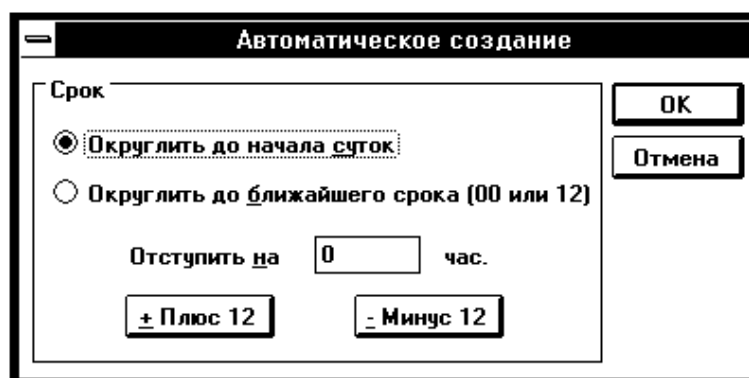 Автоматическое создание
Срок
Округлить до начала суток
Округлить до ближайшего срока (00 или 12)
Отступить на 0 час.
+ Плюс 12 - Минус 12
OK
Отмена